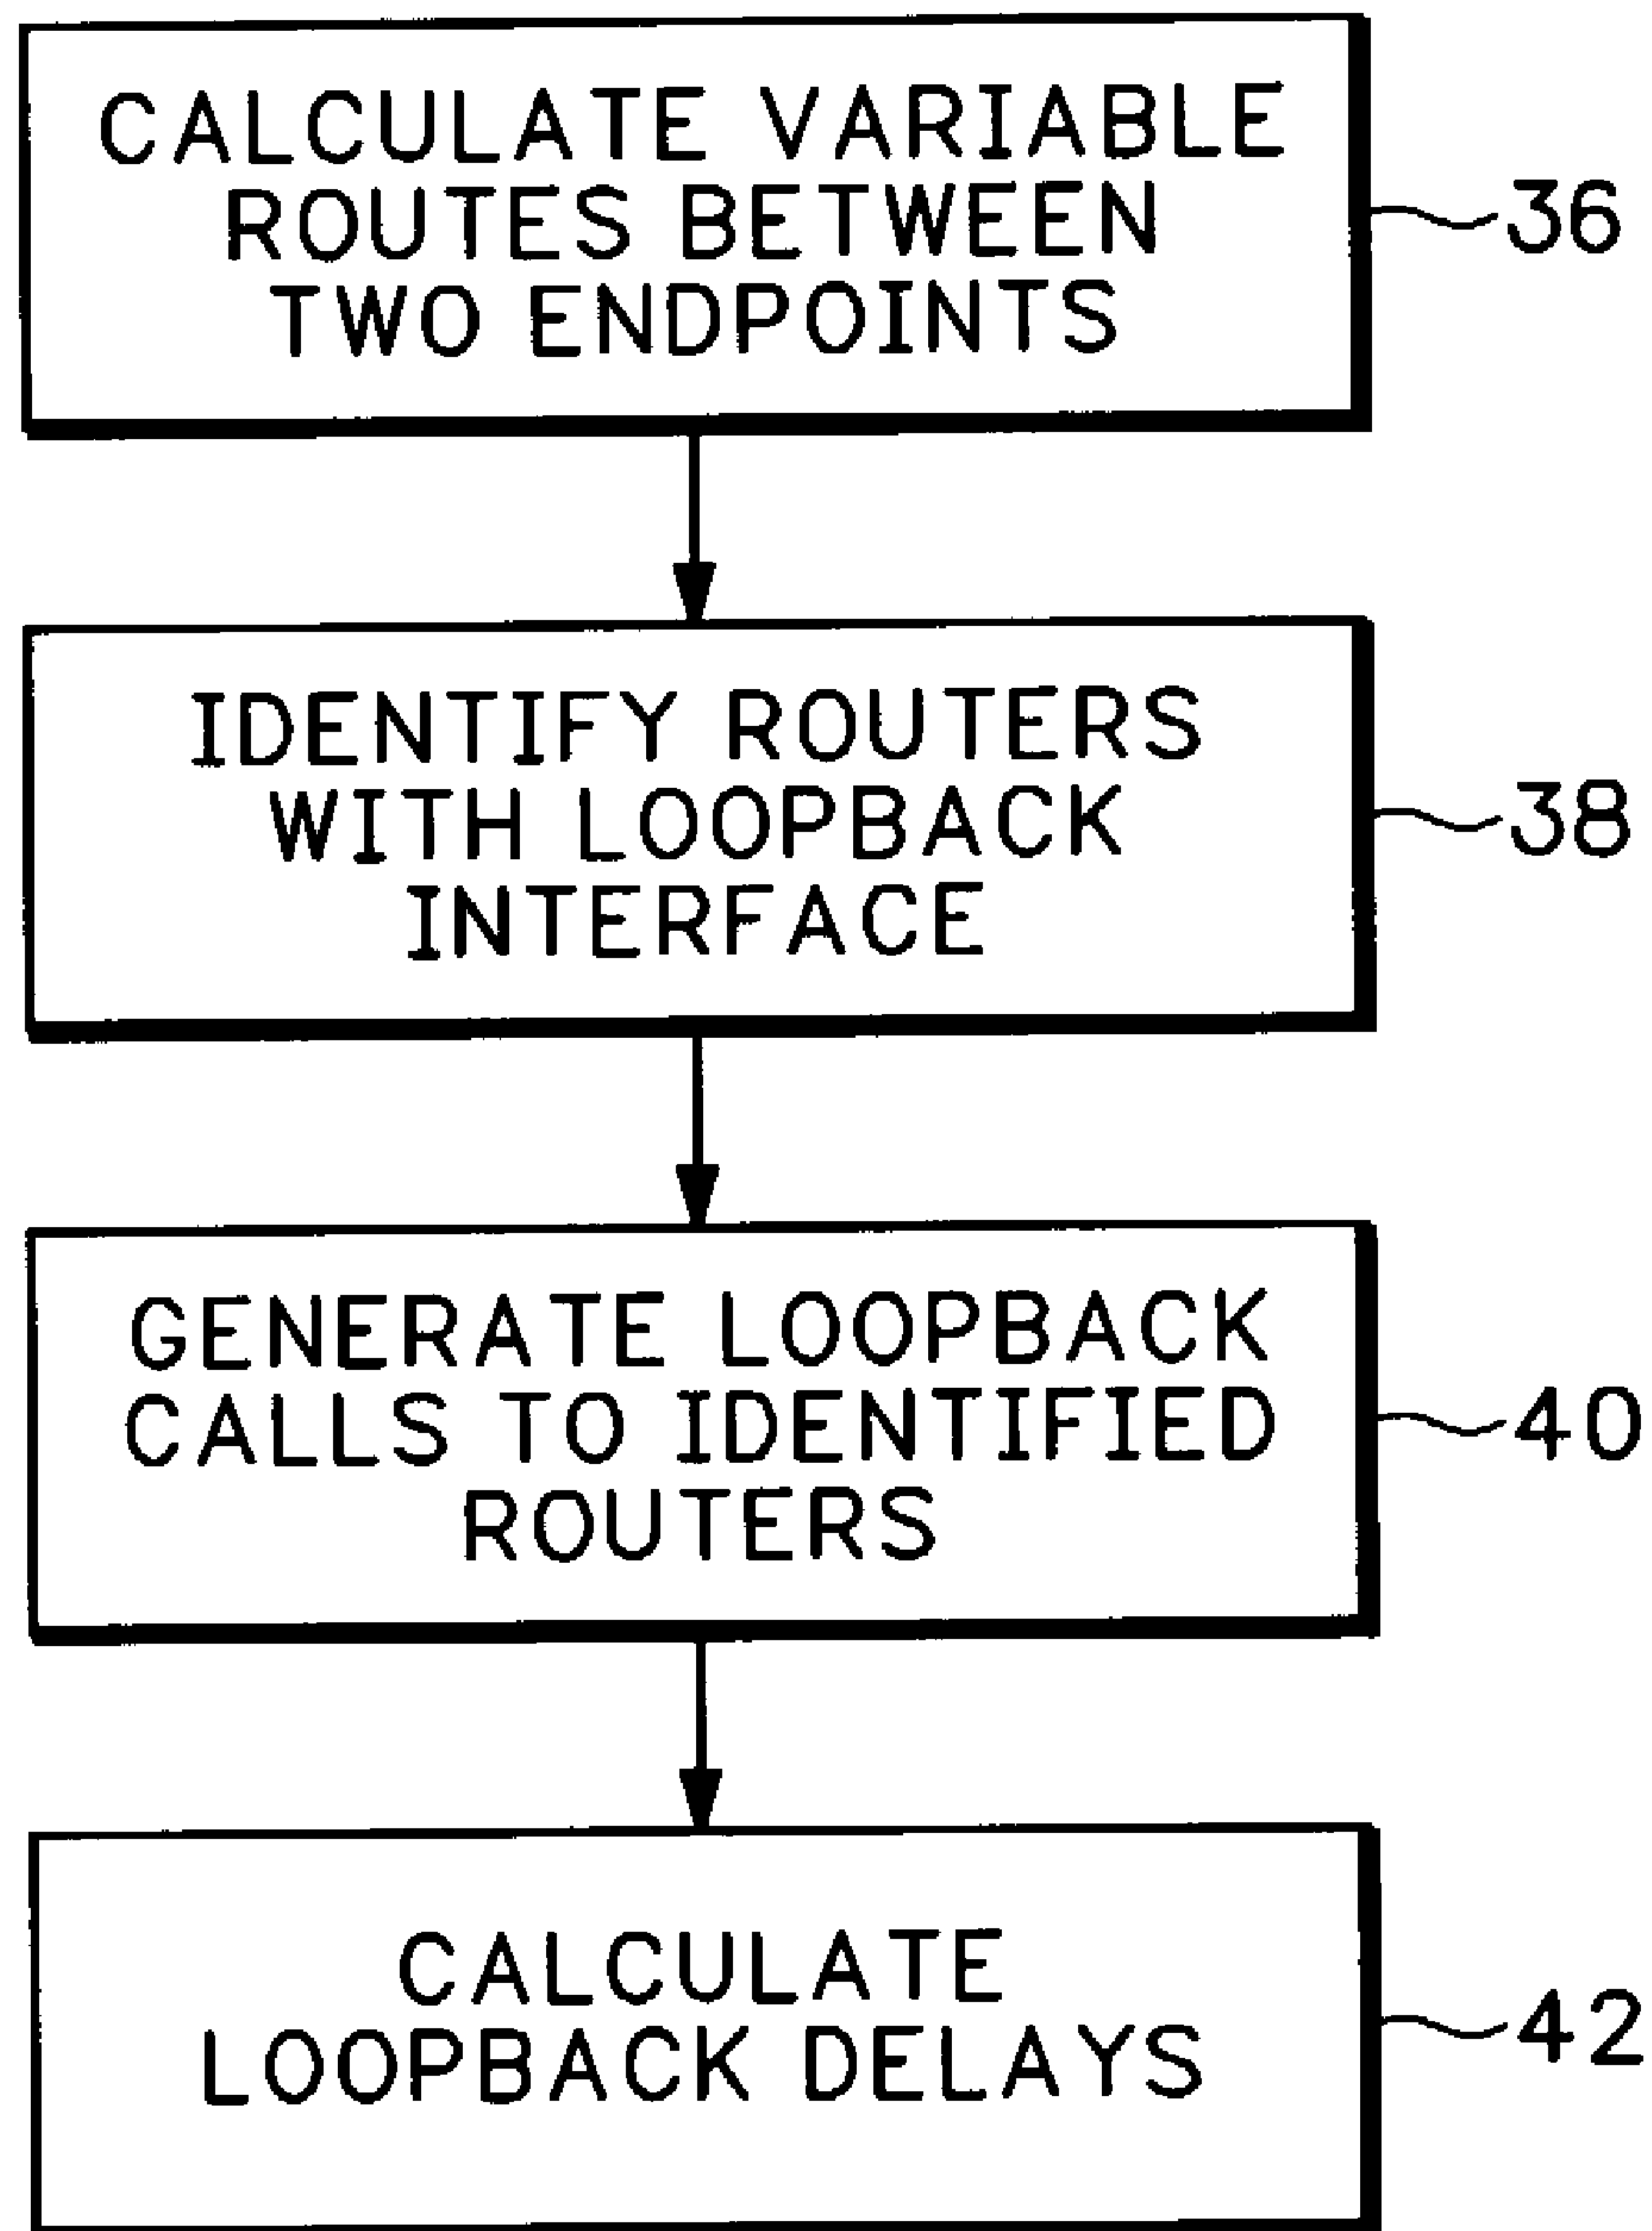 CALCULATE VARIABLE
ROUTES BETWEEN
TWO ENDPOINTS
36
IDENTIFY ROUTERS
WITH LOOPBACK
INTERFACE
38
GENERATE LOOPBACK
CALLS TO IDENTIFIED
ROUTERS
40
CALCULATE
LOOPBACK DELAYS
42